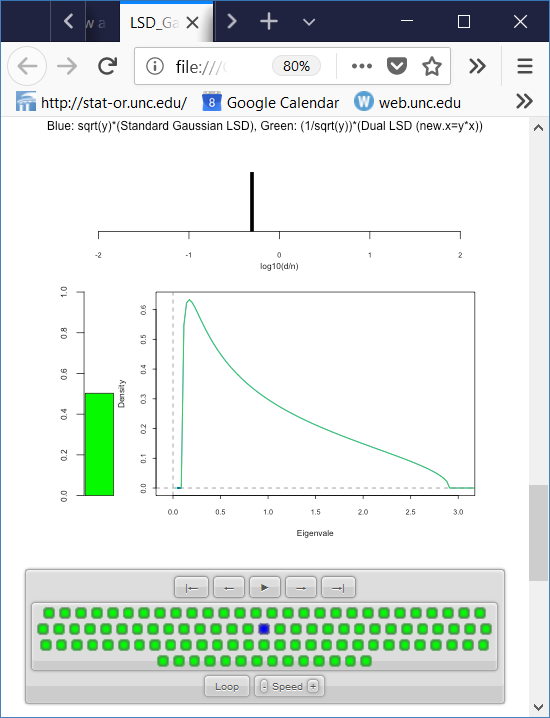 LSD_Ga
file:///
80%
http://stat-or.unc.edu/ 8 Google Calendar W web.unc.edu
Blue: sqrt(y)*(Standard Gaussian LSD), Green: (1/sqrt(y))*(Dual LSD (new.x=y*x))
-2 -1 0 1 2
log10(d/n)
1.0
0.8
0.6
0.4
0.2
0.0
Density
0.6
0.5
0.4
0.3
0.2
0.1
0.0
0.0 0.5 1.0 1.5 2.0 2.5 3.0
Eigenvale
Loop - Speed +